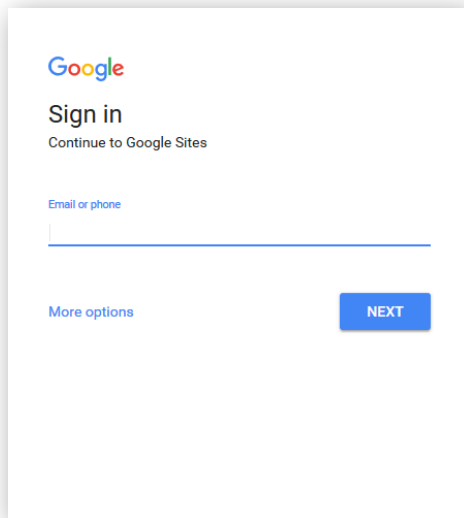 Google
Sign in
Continue to Google Sites
Email or phone
More options
NEXT